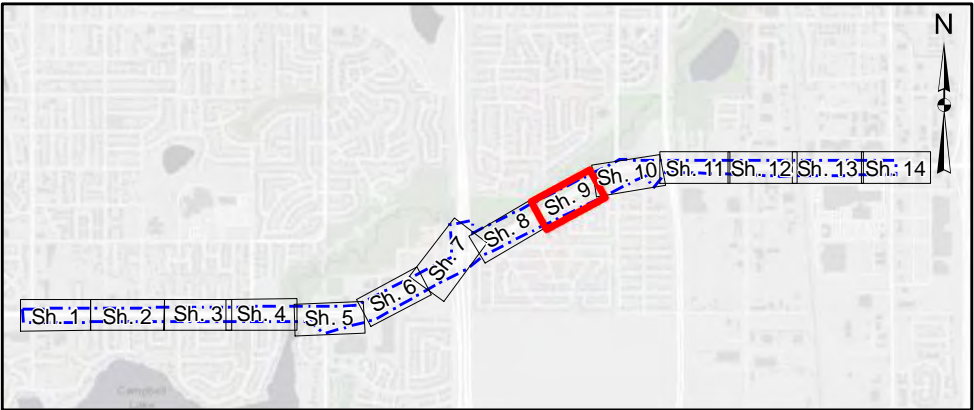 N
Sh. 1
Sh. 2
Sh. 3
Sh. 4
Sh. 5
Sh. 6
Sh. 7
Sh. 8
Sh. 9
Sh. 10
Sh. 11
Sh. 12
Sh. 13
Sh. 14
Campbell
Lake